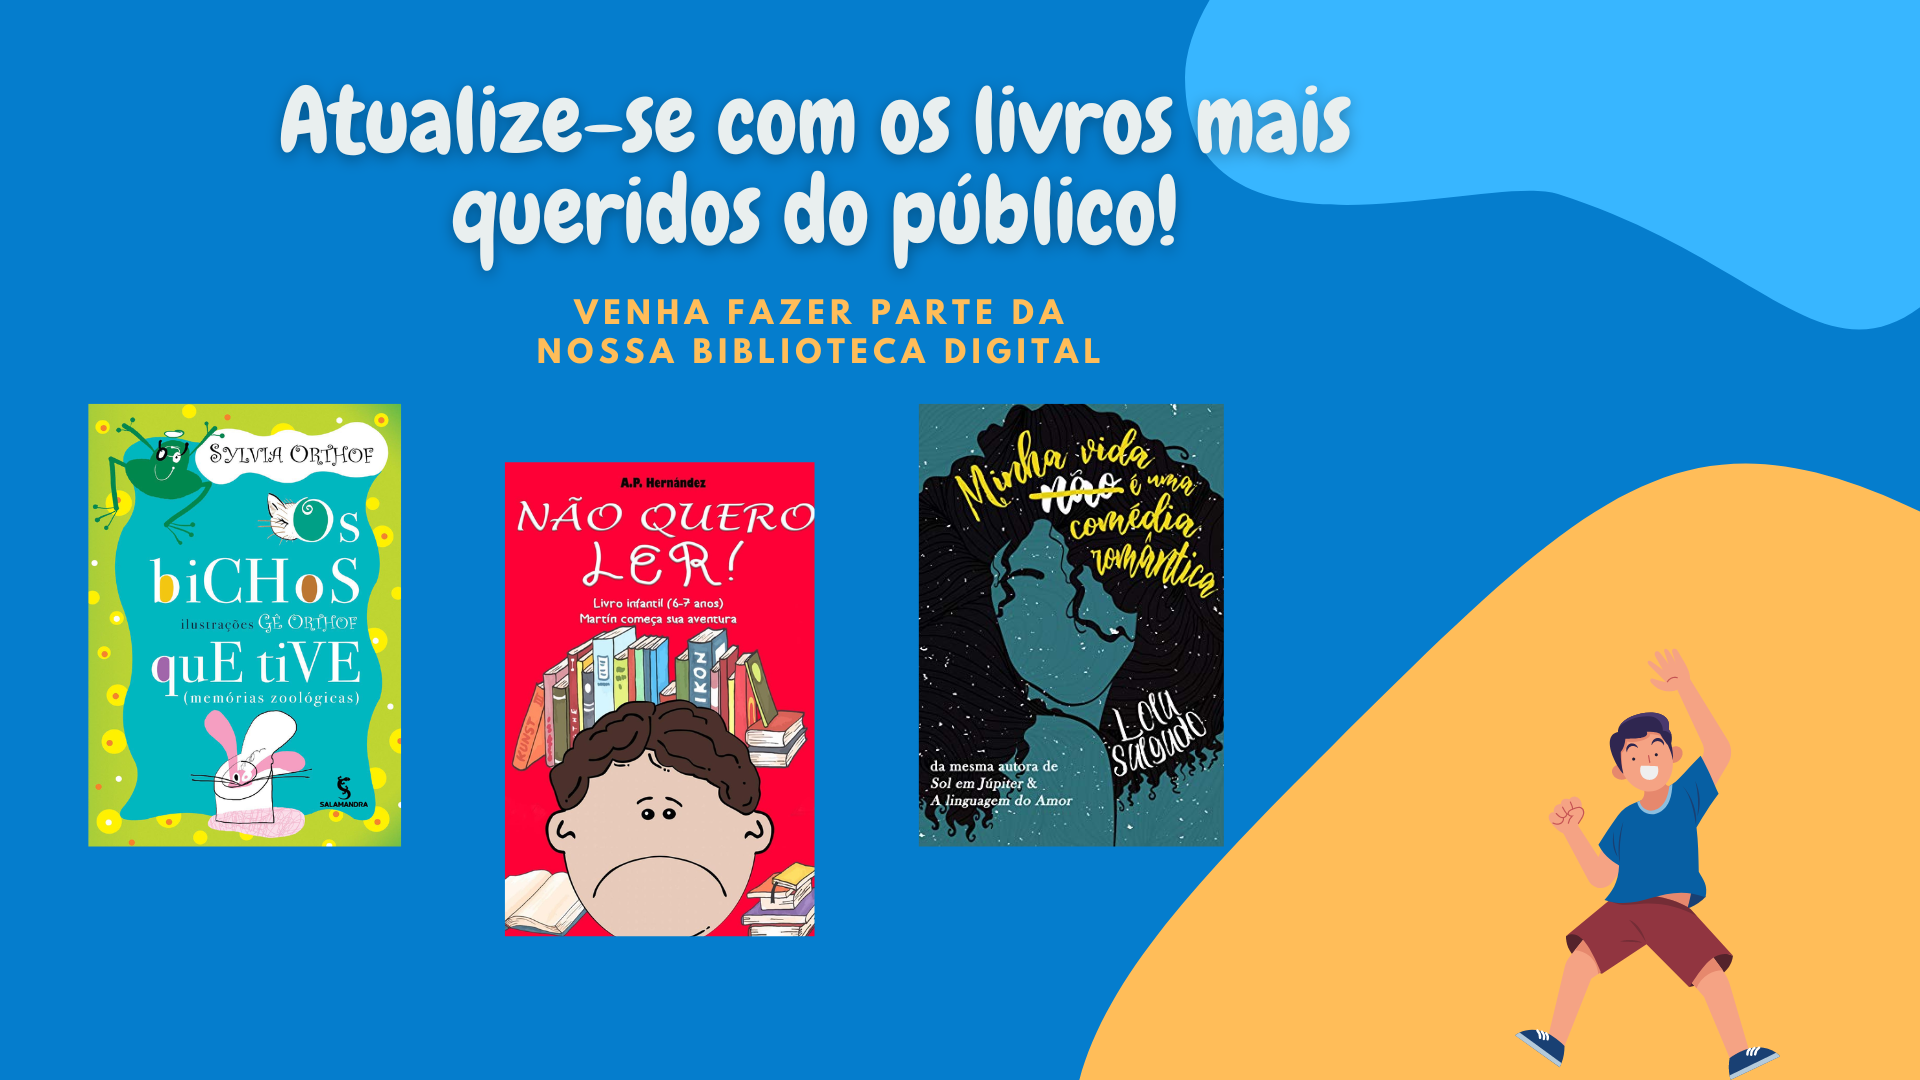 Atualize-se com os livros mais
queridos do público!
VENHA FAZER PARTE DA
NOSSA BIBLIOTECA DIGITAL
SYLVIA ORTHOF
Os
biCHoS
ilustrações GÊ ORTHOF
quE tiVE
(memórias zoológicas)
SALAMANDRA
A.P. Hernández
NÃO QUERO
LER!
Livro infantil (6-7 anos)
Martín começa sua aventura
IKON
KUNST
Minha vida
não é uma
comédia
romântica
Lola
Salgado
da mesma autora de
Sol em Júpiter &
A linguagem do Amor